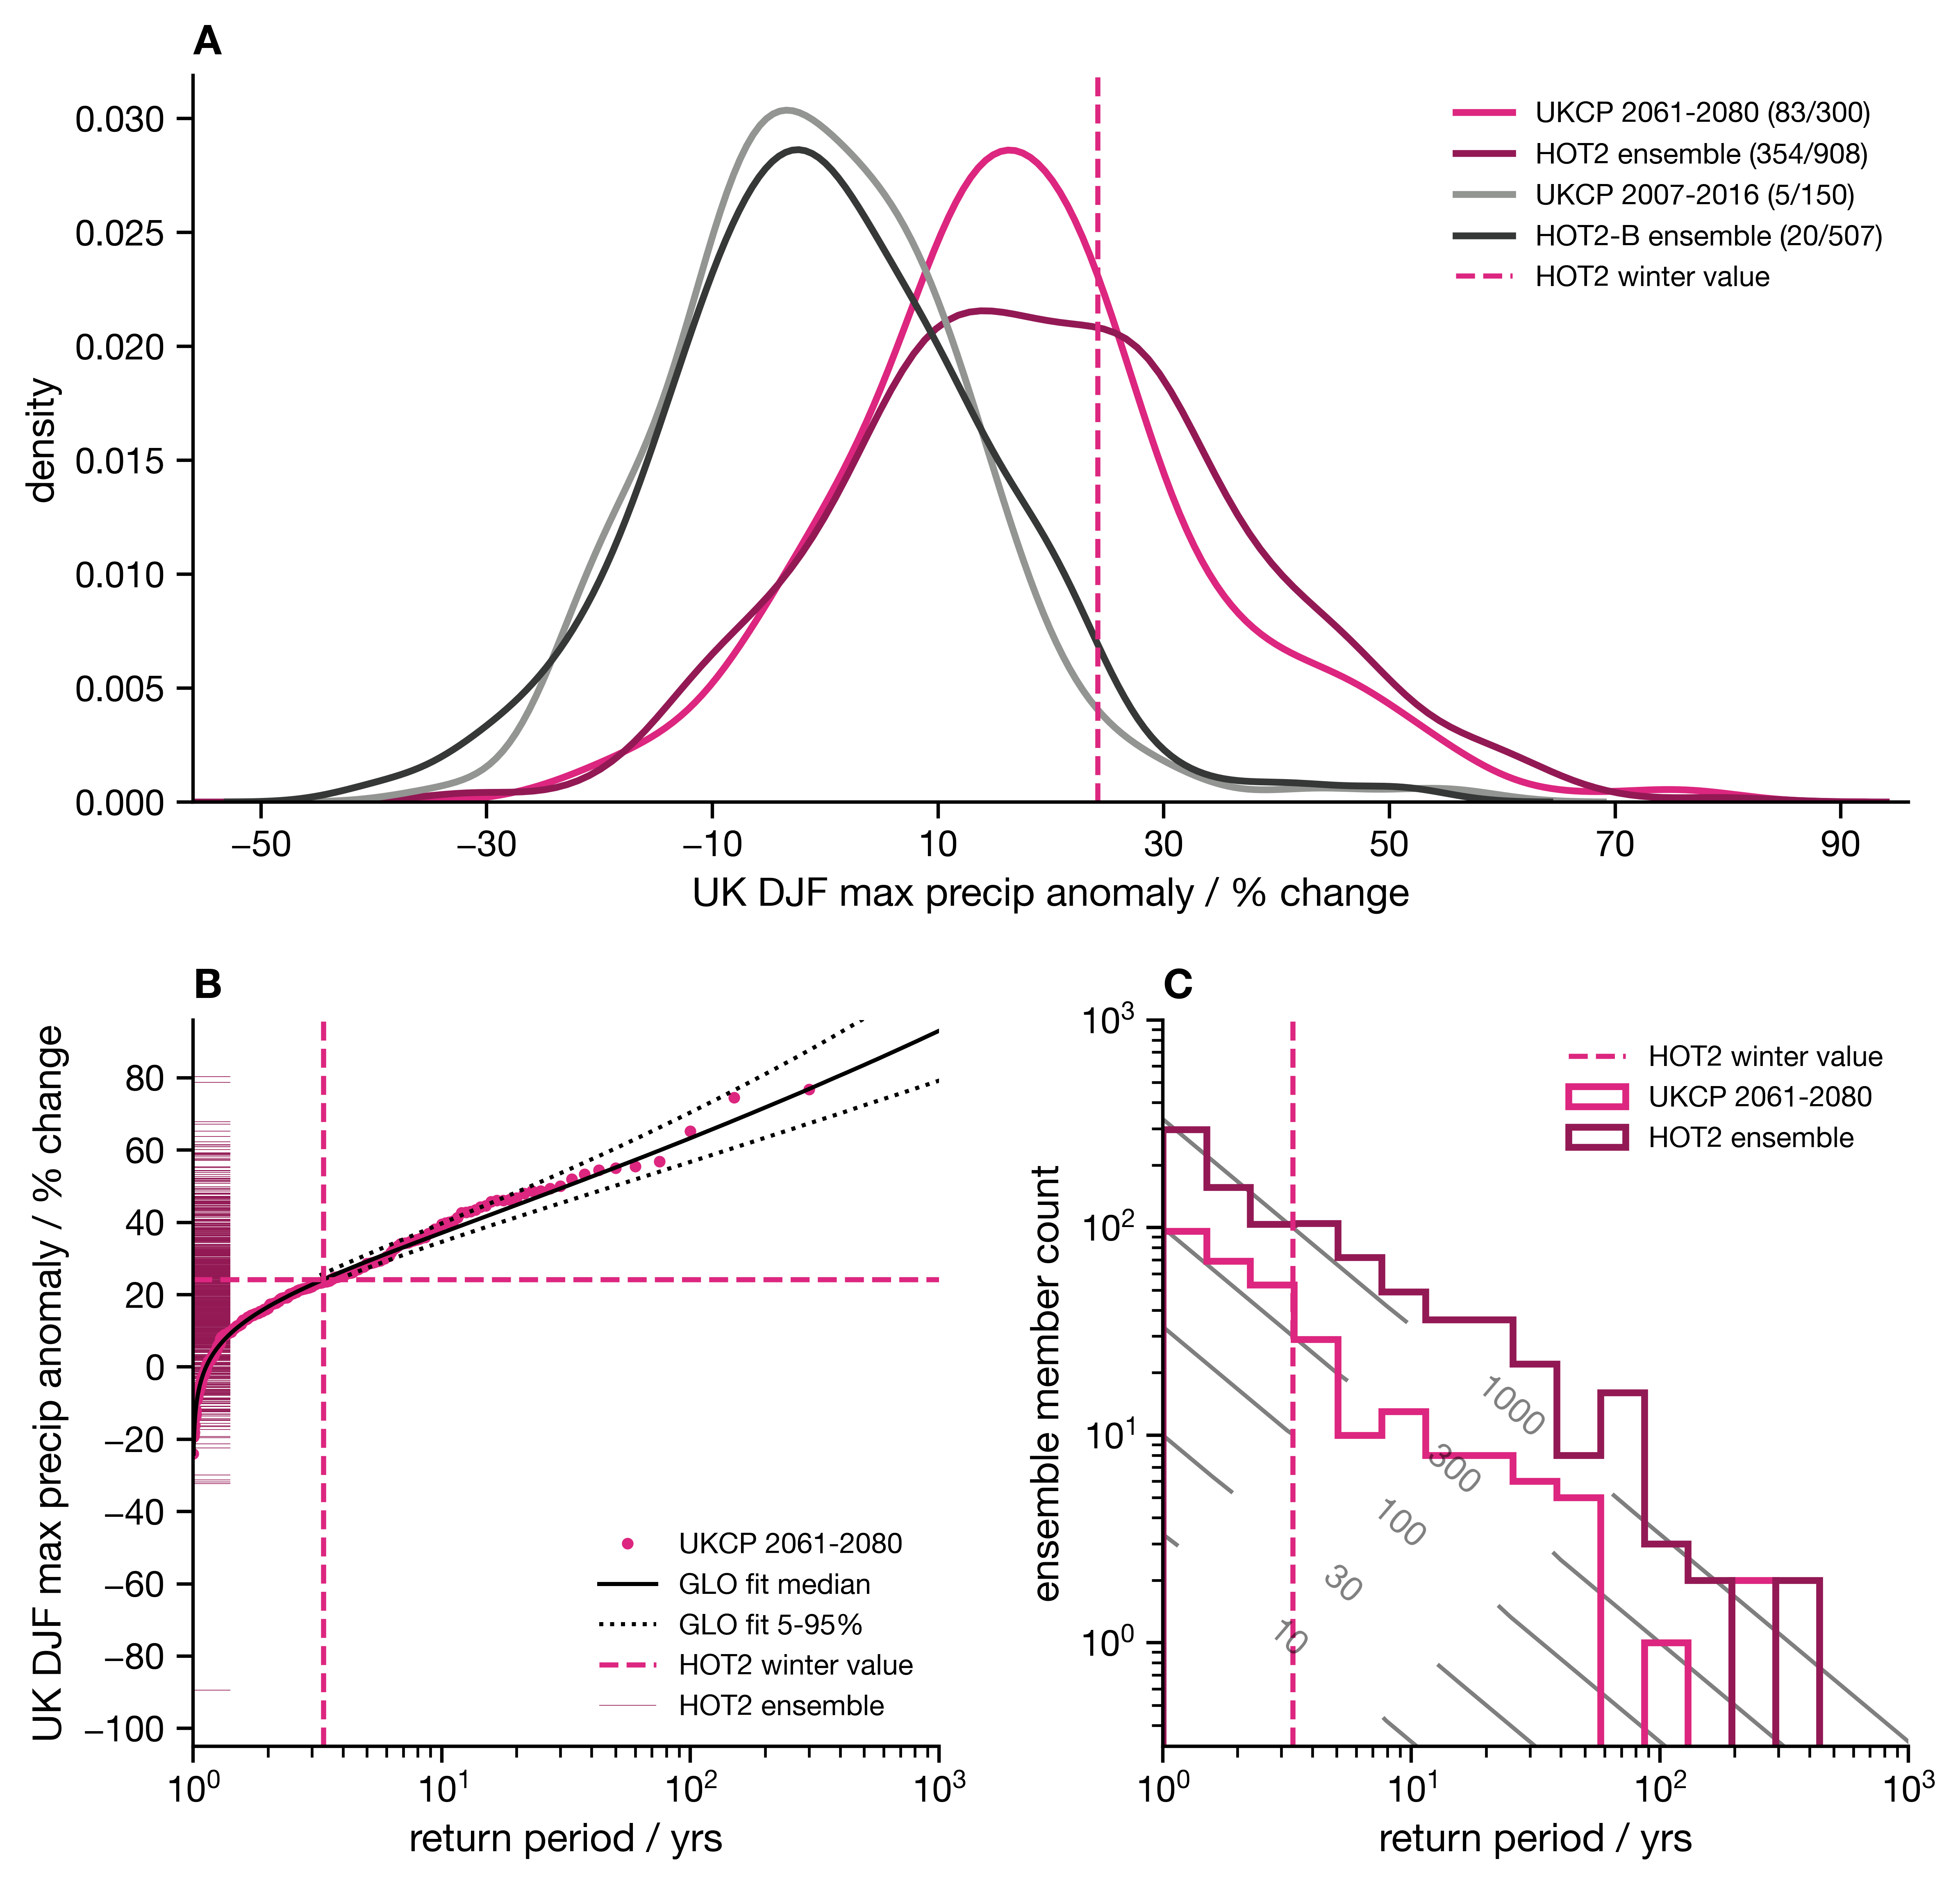 A
0.030
0.025
0.020
0.015
0.010
0.005
0.000
density
−50 −30 −10 10 30 50 70 90
UK DJF max precip anomaly / % change
UKCP 2061-2080 (83/300)
HOT2 ensemble (354/908)
UKCP 2007-2016 (5/150)
HOT2-B ensemble (20/507)
HOT2 winter value
B
80
60
40
20
0
−20
−40
−60
−80
−100
UK DJF max precip anomaly / % change
UKCP 2061-2080
GLO fit median
GLO fit 5-95%
HOT2 winter value
HOT2 ensemble
10⁰ 10¹ 10² 10³
return period / yrs
C
10³
10²
10¹
10⁰
ensemble member count
HOT2 winter value
UKCP 2061-2080
HOT2 ensemble
1000
300
100
30
10
10⁰ 10¹ 10² 10³
return period / yrs